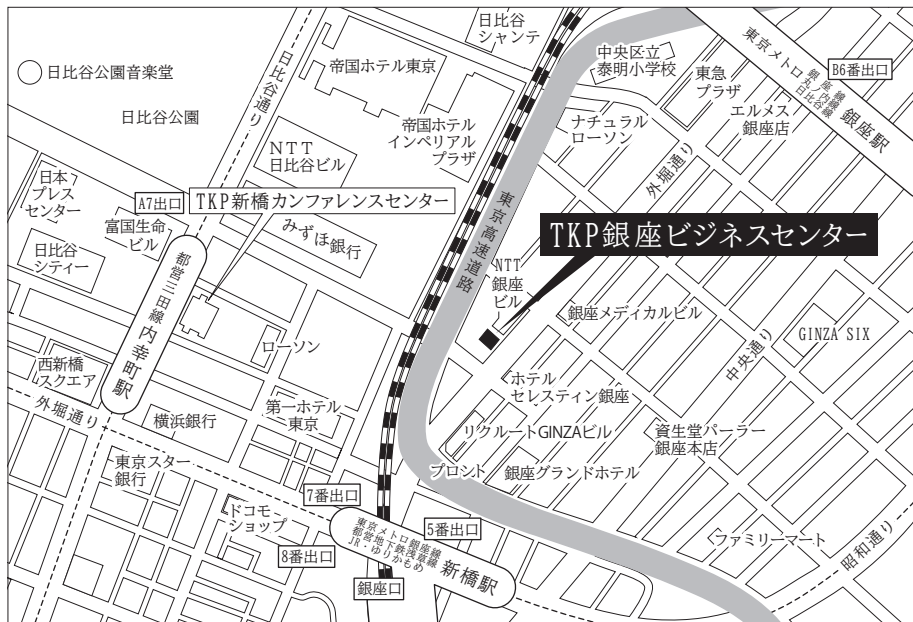 日比谷
シャンテ
日比谷公園音楽堂
日比谷通り
帝国ホテル東京
中央区立
泰明小学校
東急
プラザ
東京メトロ
銀座線
丸ノ内線
日比谷線
銀座駅
B6番出口
エルメス
銀座店
日比谷公園
帝国ホテル
インペリアル
プラザ
ナチュラル
ローソン
外堀通り
NTT
日比谷ビル
日本
プレス
センター
A7出口
TKP新橋カンファレンスセンター
富国生命
ビル
みずほ銀行
東京高速道路
TKP銀座ビジネスセンター
日比谷
シティー
都営三田線
内幸町駅
NTT
銀座
ビル
銀座メディカルビル
GINZA SIX
中央通り
ローソン
西新橋
スクエア
外堀通り
ホテル
セレスティン銀座
横浜銀行
第一ホテル
東京
リクルートGINZAビル
資生堂パーラー
銀座本店
東京スター
銀行
プロント
銀座グランドホテル
7番出口
ドコモ
ショップ
5番出口
8番出口
東京メトロ銀座線
都営地下鉄浅草線
JR・ゆりかもめ
新橋駅
銀座口
ファミリーマート
昭和通り